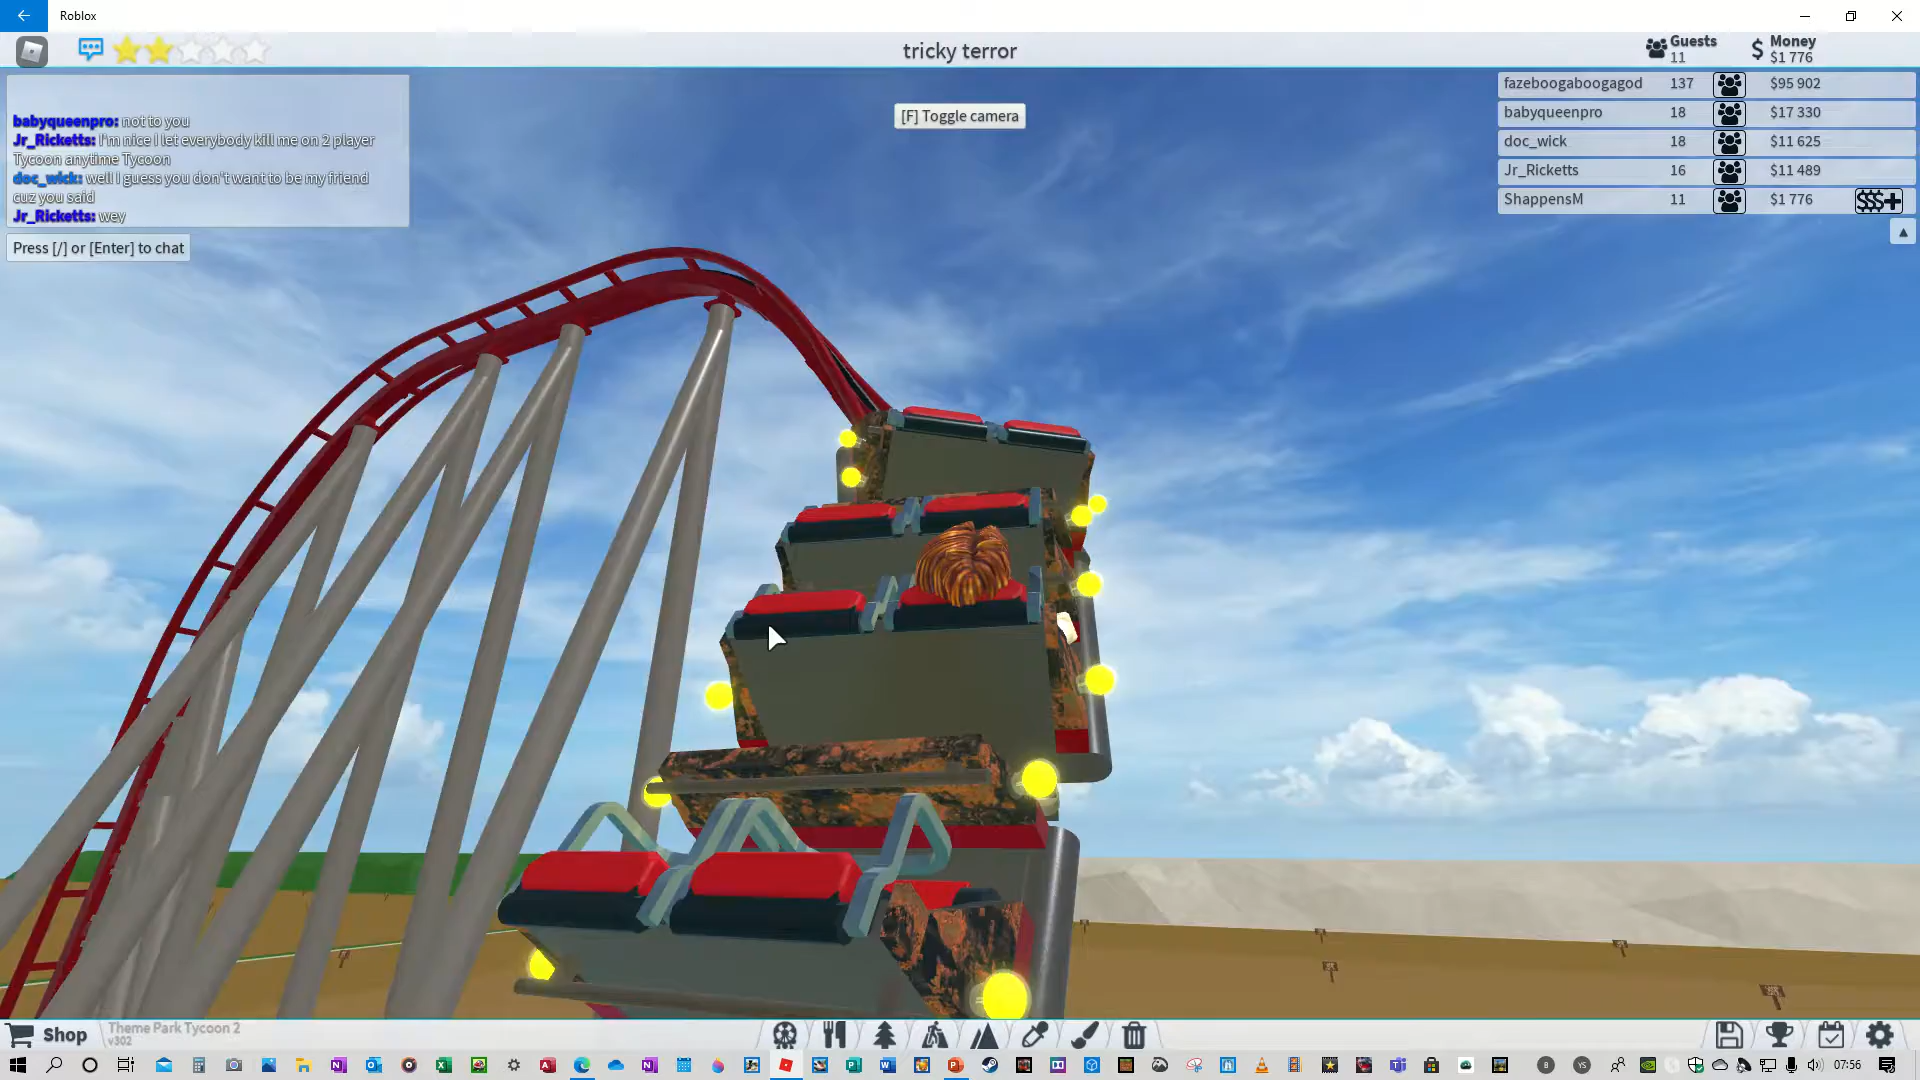 Roblox
tricky terror
Guests
11
Money
$1 776
[F] Toggle camera
babyqueenpro: not to you
Jr_Ricketts: I'm nice I let everybody kill me on 2 player
Tycoon anytime Tycoon
doc_wick: well I guess you don't want to be my friend
cuz you said
Jr_Ricketts: wey
Press [/] or [Enter] to chat
fazeboogaboogagod 137 $95 902
babyqueenpro 18 $17 330
doc_wick 18 $11 625
Jr_Ricketts 16 $11 489
ShappensM 11 $1 776 $$$+
Shop
Theme Park Tycoon 2
v302
07:56